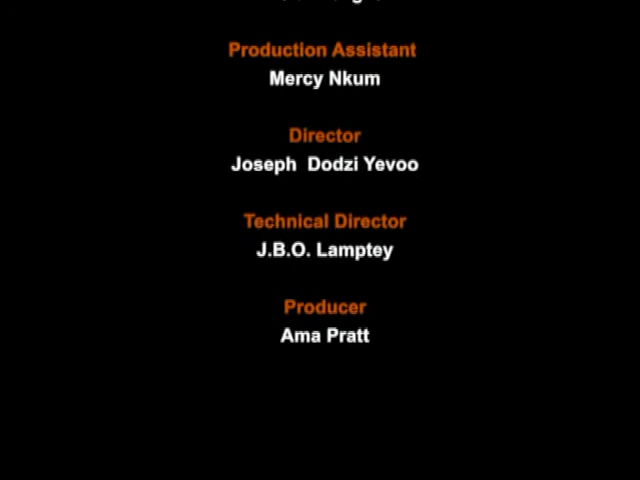 Production Assistant
Mercy Nkum
Director
Joseph Dodzi Yevoo
Technical Director
J.B.O. Lamptey
Producer
Ama Pratt